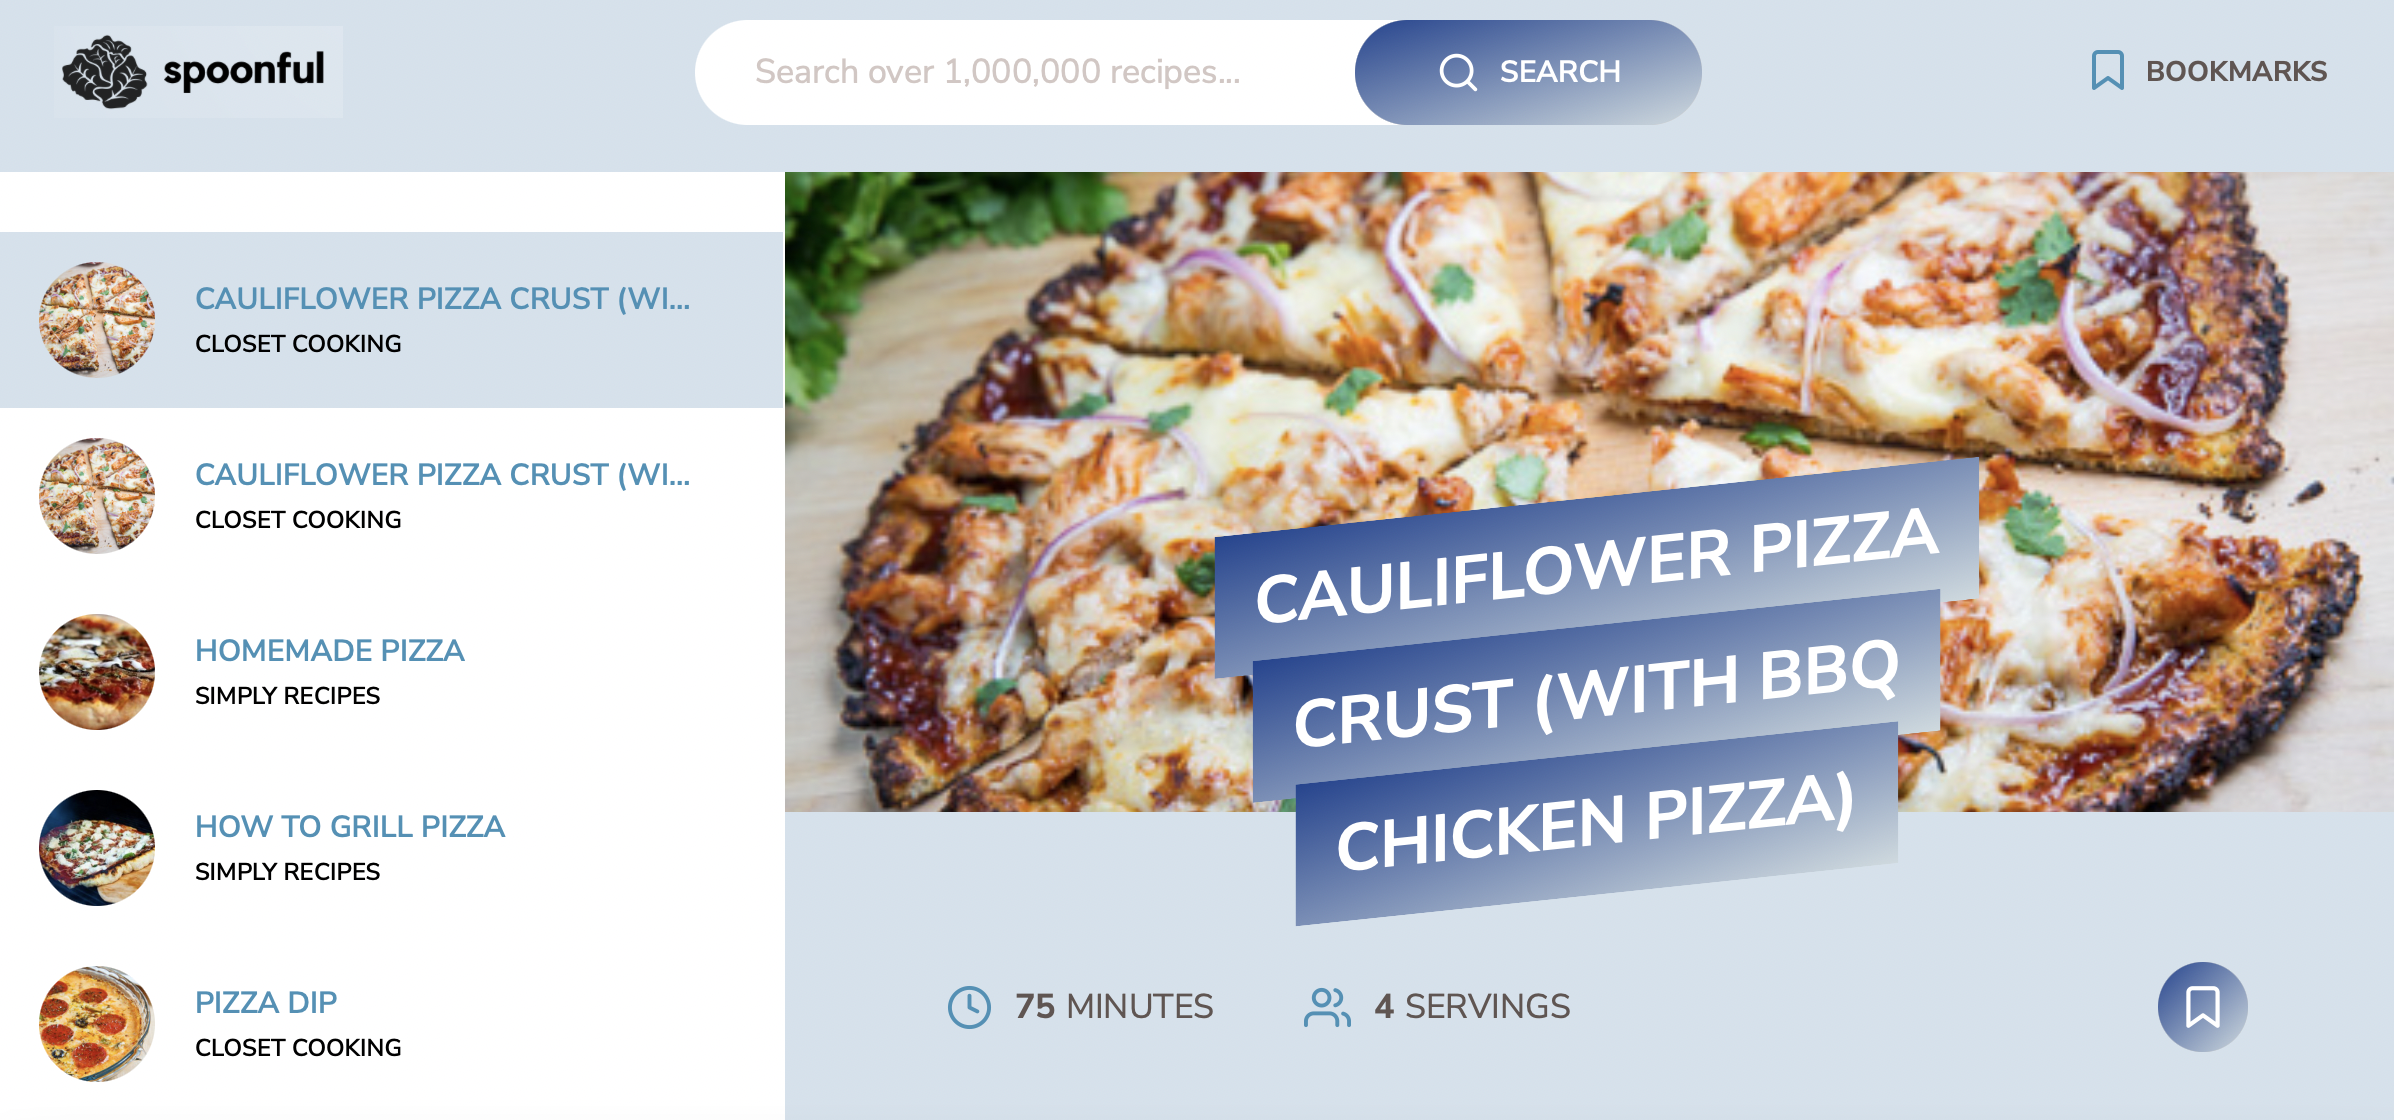 spoonful
Search over 1,000,000 recipes...
SEARCH
BOOKMARKS
CAULIFLOWER PIZZA CRUST (WI...
CLOSET COOKING
CAULIFLOWER PIZZA CRUST (WI...
CLOSET COOKING
HOMEMADE PIZZA
SIMPLY RECIPES
HOW TO GRILL PIZZA
SIMPLY RECIPES
PIZZA DIP
CLOSET COOKING
CAULIFLOWER PIZZA
CRUST (WITH BBQ
CHICKEN PIZZA)
75 MINUTES
4 SERVINGS